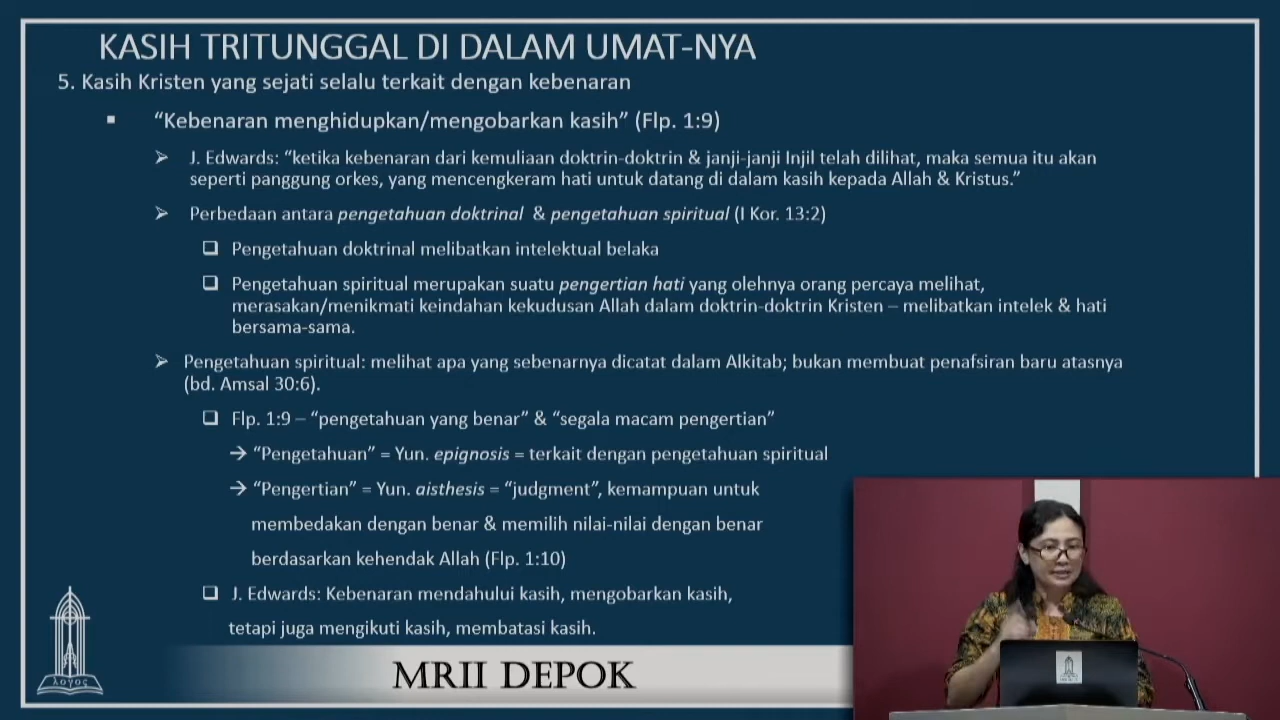 KASIH TRITUNGGAL DI DALAM UMAT-NYA
5. Kasih Kristen yang sejati selalu terkait dengan kebenaran
▪ “Kebenaran menghidupkan/mengobarkan kasih” (Flp. 1:9)
➢ J. Edwards: “ketika kebenaran dari kemuliaan doktrin-doktrin & janji-janji Injil telah dilihat, maka semua itu akan
seperti panggung orkes, yang mencengkeram hati untuk datang di dalam kasih kepada Allah & Kristus.”
➢ Perbedaan antara pengetahuan doktrinal & pengetahuan spiritual (I Kor. 13:2)
❑ Pengetahuan doktrinal melibatkan intelektual belaka
❑ Pengetahuan spiritual merupakan suatu pengertian hati yang olehnya orang percaya melihat,
merasakan/menikmati keindahan kekudusan Allah dalam doktrin-doktrin Kristen – melibatkan intelek & hati
bersama-sama.
➢ Pengetahuan spiritual: melihat apa yang sebenarnya dicatat dalam Alkitab; bukan membuat penafsiran baru atasnya
(bd. Amsal 30:6).
❑ Flp. 1:9 – “pengetahuan yang benar” & “segala macam pengertian”
→ “Pengetahuan” = Yun. epignosis = terkait dengan pengetahuan spiritual
→ “Pengertian” = Yun. aisthesis = “judgment”, kemampuan untuk
membedakan dengan benar & memilih nilai-nilai dengan benar
berdasarkan kehendak Allah (Flp. 1:10)
❑ J. Edwards: Kebenaran mendahului kasih, mengobarkan kasih,
tetapi juga mengikuti kasih, membatasi kasih.
λογος
MRII DEPOK